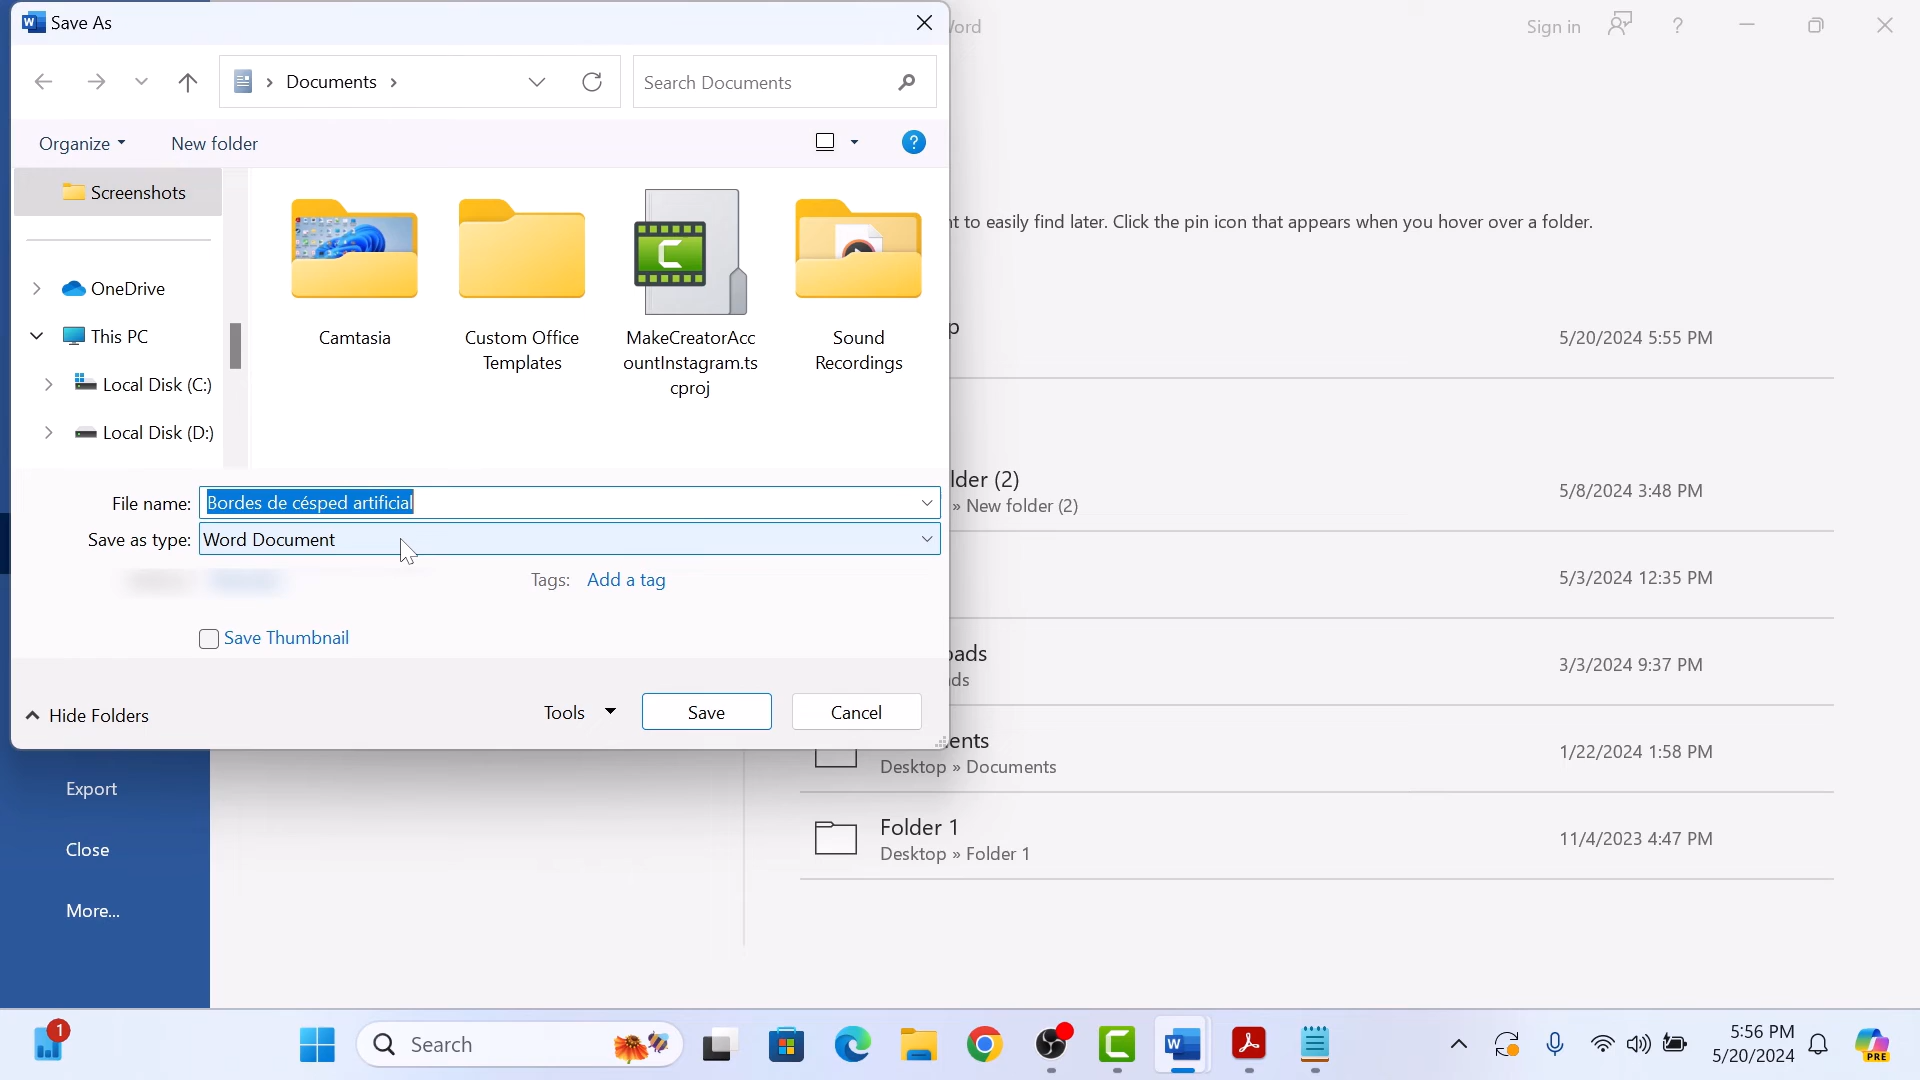 Save As
Word
Sign in
?
Documents
Search Documents
Organize
New folder
?
Screenshots
OneDrive
This PC
Local Disk (C:)
Local Disk (D:)
Camtasia
Custom Office
Templates
MakeCreatorAcc
ountInstagram.ts
cproj
Sound
Recordings
to easily find later. Click the pin icon that appears when you hover over a folder.
5/20/2024 5:55 PM
lder (2)
» New folder (2)
5/8/2024 3:48 PM
5/3/2024 12:35 PM
3/3/2024 9:37 PM
ents
Desktop » Documents
1/22/2024 1:58 PM
Folder 1
Desktop » Folder 1
11/4/2023 4:47 PM
File name: Bordes de césped artificial
Save as type: Word Document
Tags: Add a tag
Save Thumbnail
Hide Folders
Tools
Save
Cancel
Export
Close
More...
1
Search
5:56 PM
5/20/2024
PRE